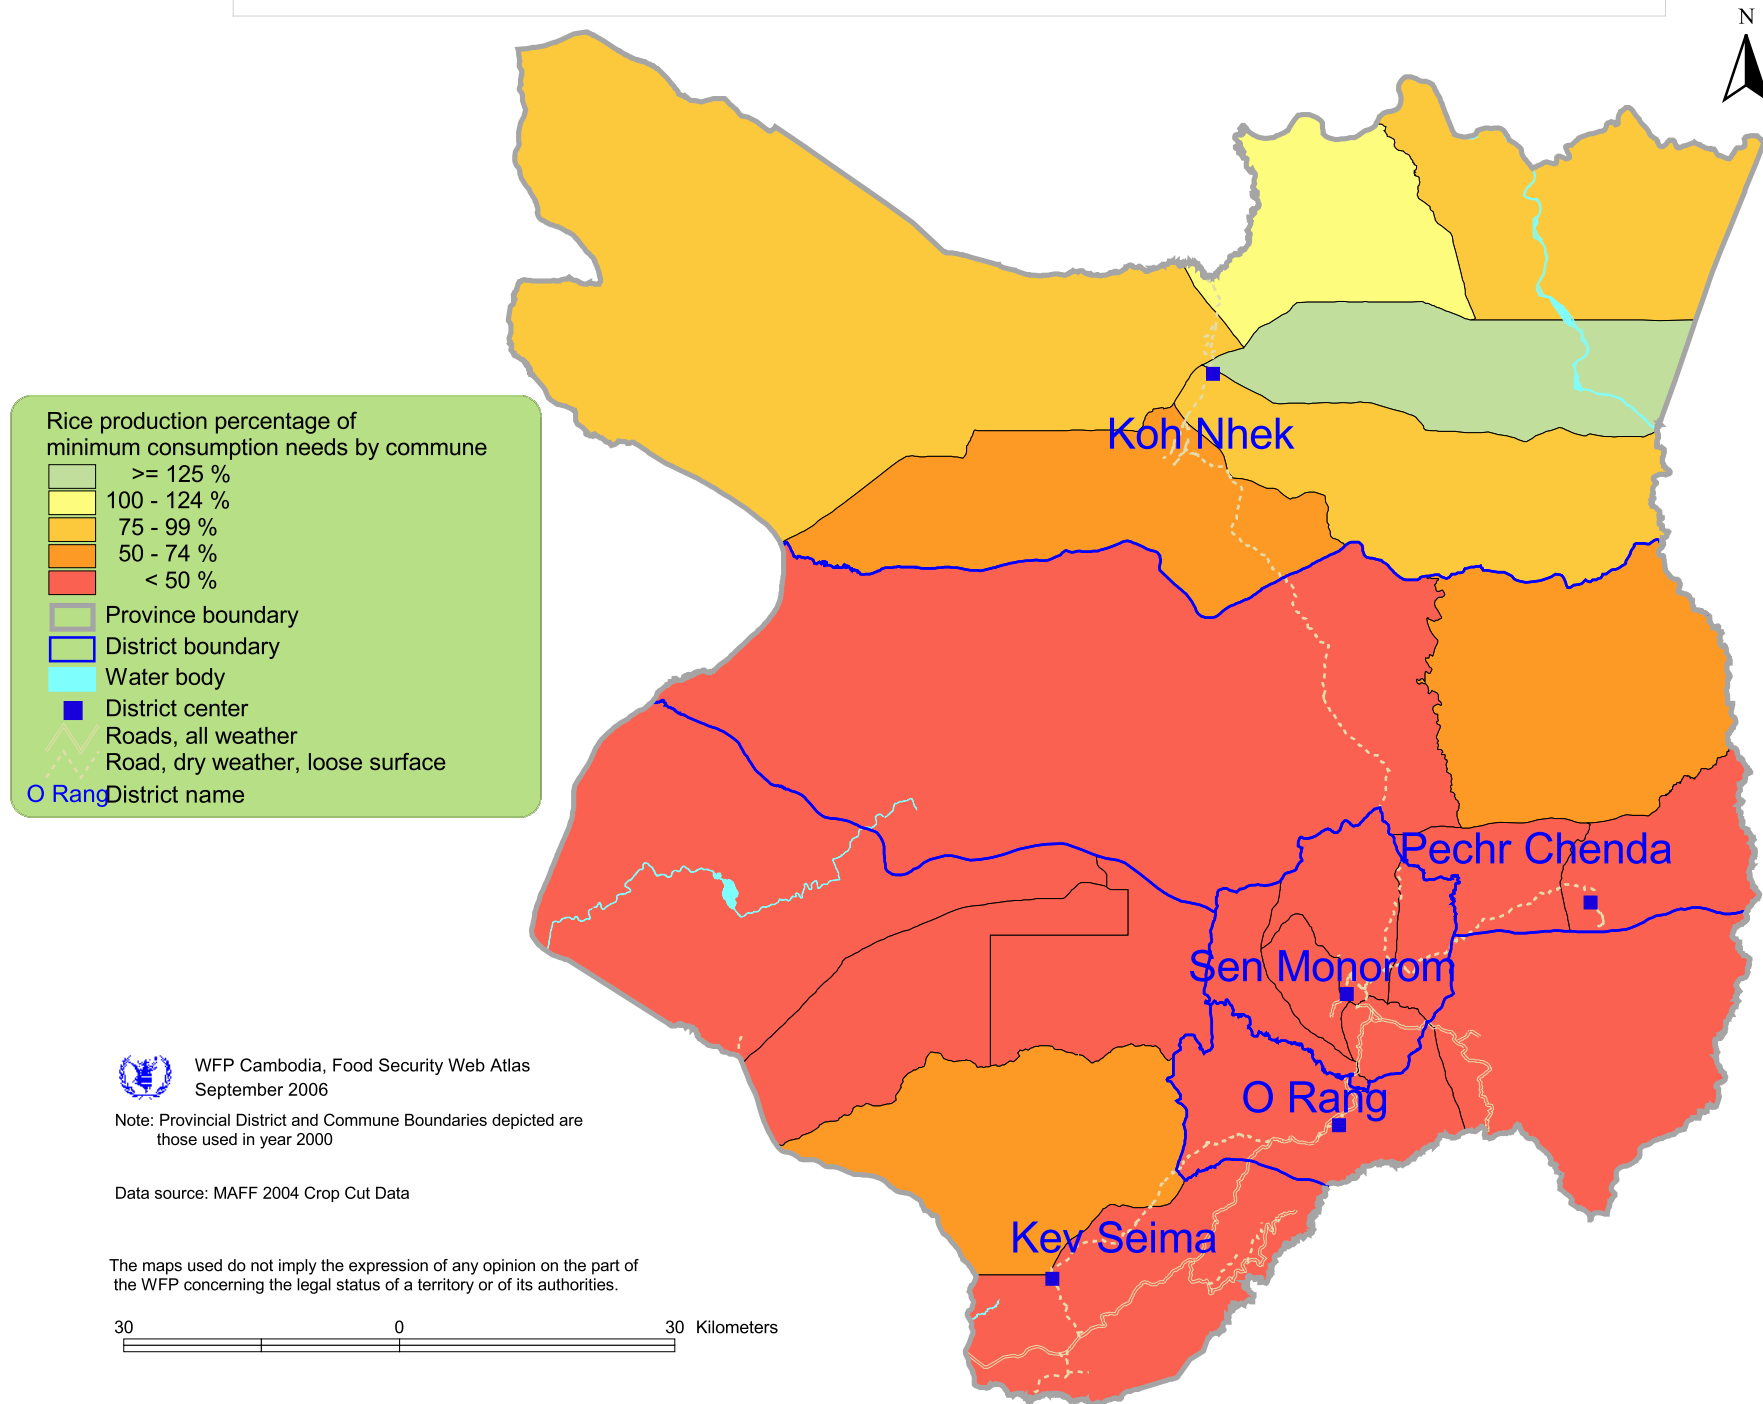 N
Koh Nhek
Rice production percentage of
minimum consumption needs by commune
>= 125 %
100 - 124 %
75 - 99 %
50 - 74 %
< 50 %
Province boundary
District boundary
Water body
District center
Roads, all weather
Road, dry weather, loose surface
O Rang District name
Pechr Chenda
Sen Monorom
O Rang
Kev Seima
WFP Cambodia, Food Security Web Atlas
September 2006
Note: Provincial District and Commune Boundaries depicted are
those used in year 2000
Data source: MAFF 2004 Crop Cut Data
The maps used do not imply the expression of any opinion on the part of
the WFP concerning the legal status of a territory or of its authorities.
30 0 30 Kilometers